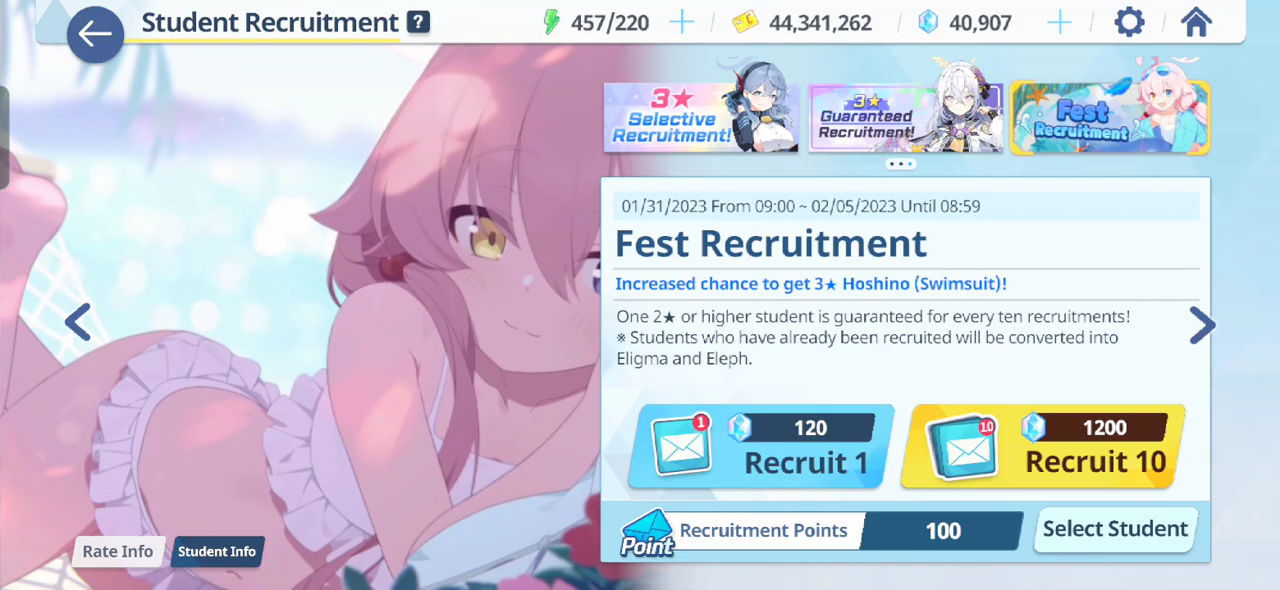 Student Recruitment ?
457/220
44,341,262
40,907
3★
Selective
Recruitment!
3★
Guaranteed
Recruitment!
Fest
Recruitment
01/31/2023 From 09:00 ~ 02/05/2023 Until 08:59
Fest Recruitment
Increased chance to get 3★ Hoshino (Swimsuit)!
One 2★ or higher student is guaranteed for every ten recruitments!
※ Students who have already been recruited will be converted into
Eligma and Eleph.
1
120
Recruit 1
10
1200
Recruit 10
Point
Recruitment Points
100
Select Student
Rate Info
Student Info